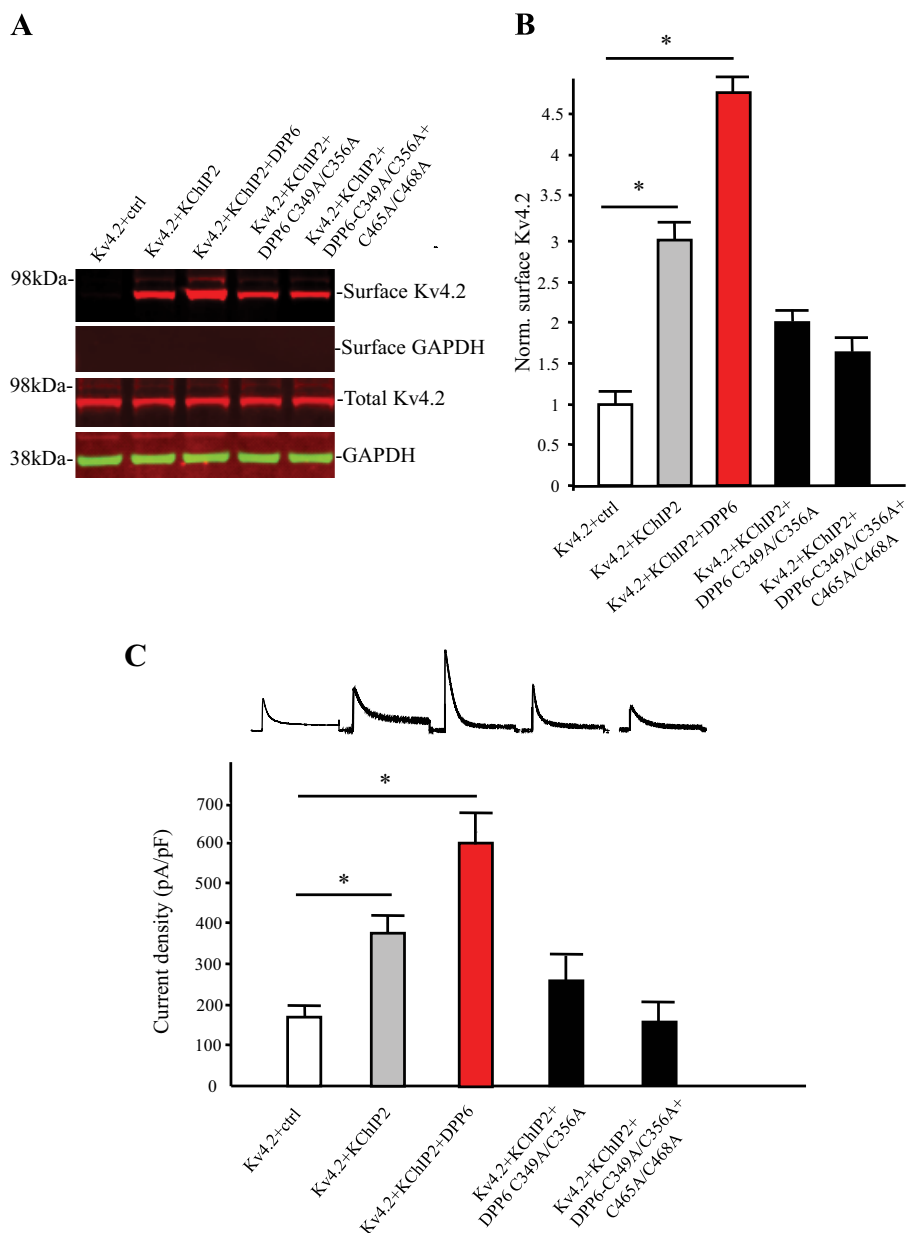 A
Kv4.2+ctrl
Kv4.2+KChIP2
Kv4.2+KChIP2+DPP6
Kv4.2+KChIP2+
DPP6 C349A/C356A
Kv4.2+KChIP2+
DPP6-C349A/C356A+
C465A/C468A
98kDa-
-Surface Kv4.2
-Surface GAPDH
98kDa-
-Total Kv4.2
38kDa-
-GAPDH
B
*
*
Norm. surface Kv4.2
4.5
4
3.5
3
2.5
2
1.5
1
0.5
0
Kv4.2+ctrl
Kv4.2+KChIP2
Kv4.2+KChIP2+DPP6
Kv4.2+KChIP2+
DPP6 C349A/C356A
Kv4.2+KChIP2+
DPP6-C349A/C356A+
C465A/C468A
C
*
*
Current density (pA/pF)
700
600
500
400
300
200
100
0
Kv4.2+ctrl
Kv4.2+KChIP2
Kv4.2+KChIP2+DPP6
Kv4.2+KChIP2+
DPP6 C349A/C356A
Kv4.2+KChIP2+
DPP6-C349A/C356A+
C465A/C468A